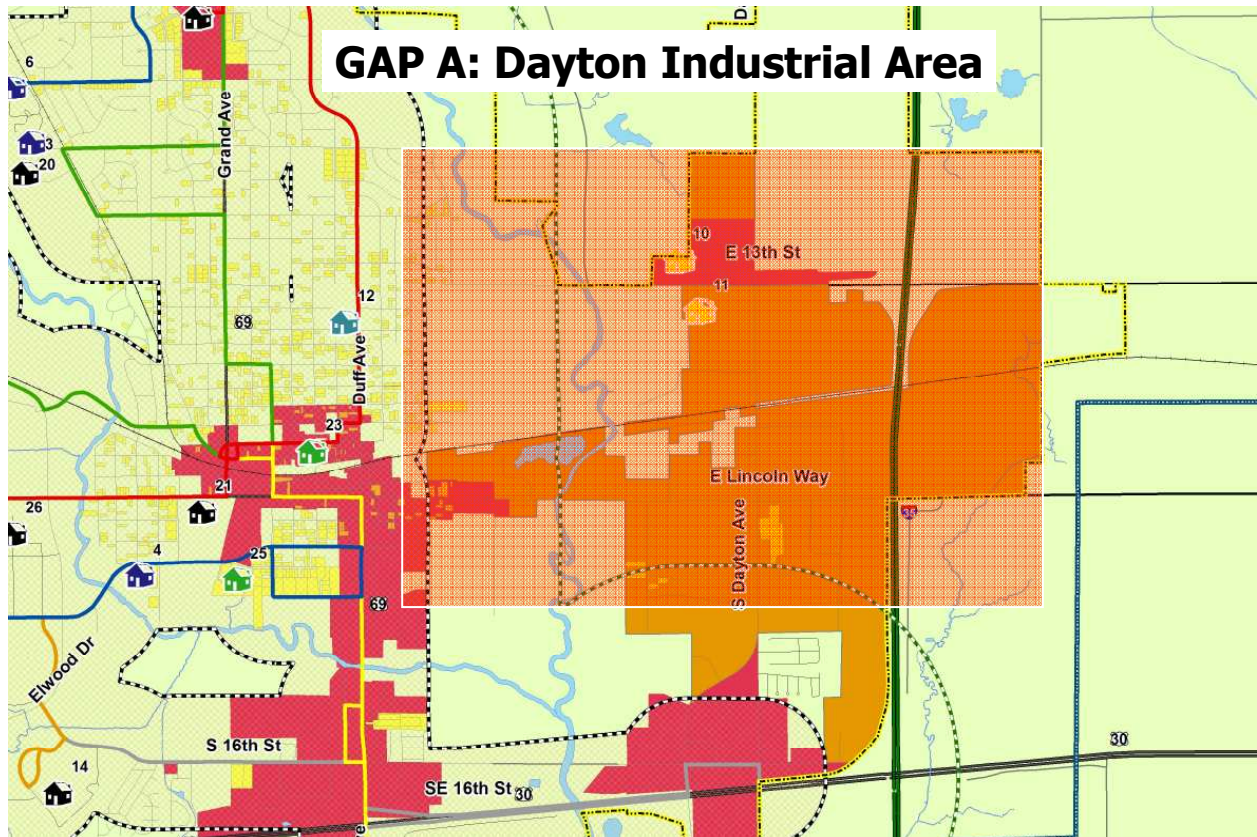 GAP A: Dayton Industrial Area
6
3
20
Grand Ave
12
69
Duff Ave
10
E 13th St
11
23
21
26
4
25
E Lincoln Way
35
S Dayton Ave
69
Elwood Dr
S 16th St
14
SE 16th St
30
30